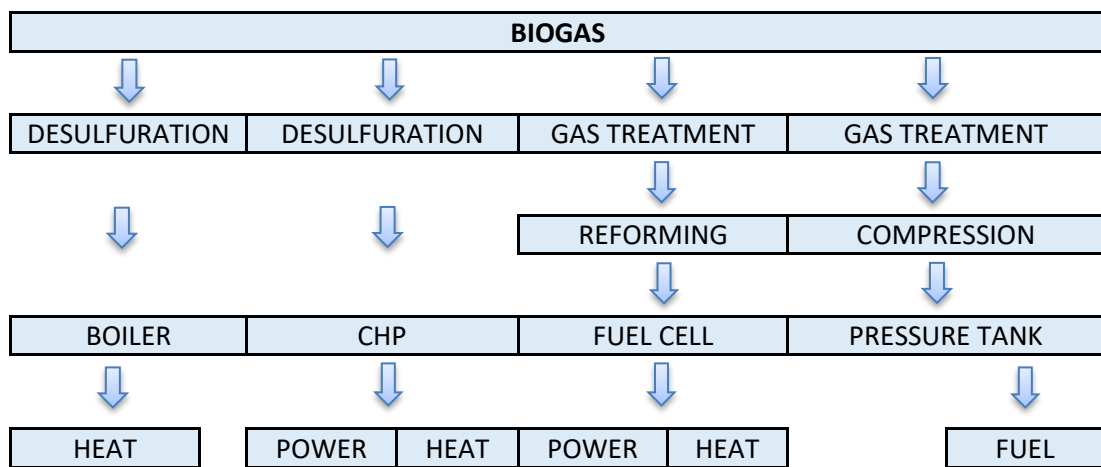 BIOGAS
DESULFURATION DESULFURATION GAS TREATMENT GAS TREATMENT
REFORMING COMPRESSION
BOILER CHP FUEL CELL PRESSURE TANK
HEAT POWER HEAT POWER HEAT FUEL